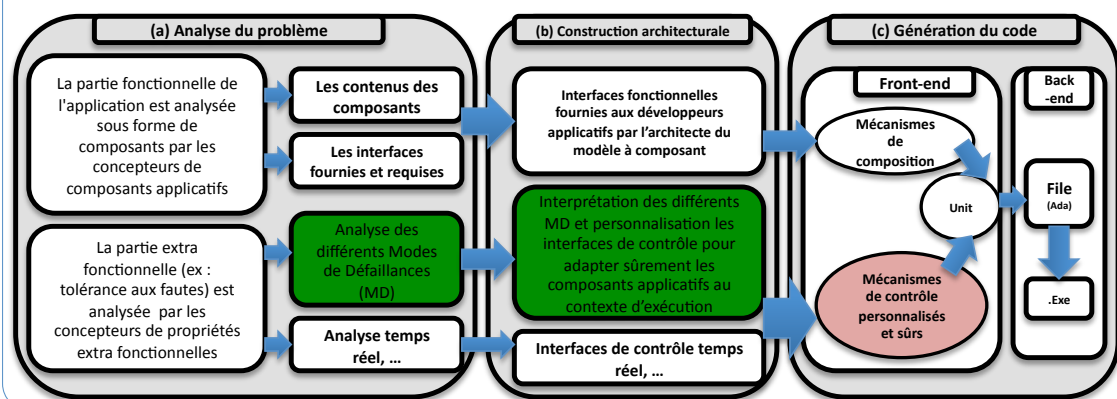 (a) Analyse du problème
La partie fonctionnelle de
l'application est analysée
sous forme de
composants par les
concepteurs de
composants applicatifs
Les contenus des
composants
Les interfaces
fournies et requises
La partie extra
fonctionnelle (ex :
tolérance aux fautes) est
analysée par les
concepteurs de propriétés
extra fonctionnelles
Analyse des
différents Modes
de Défaillances
(MD)
Analyse temps
réel, ...
(b) Construction architecturale
Interfaces fonctionnelles
fournies aux développeurs
applicatifs par l'architecte du
modèle à composant
Interprétation des différents
MD et personnalisation les
interfaces de contrôle pour
adapter sûrement les
composants applicatifs au
contexte d'exécution
Interfaces de contrôle temps
réel, ...
(c) Génération du code
Front-end
Mécanismes
de
composition
Unit
Mécanismes
de contrôle
personnalisés
et sûrs
Back
-end
File
(Ada)
.Exe